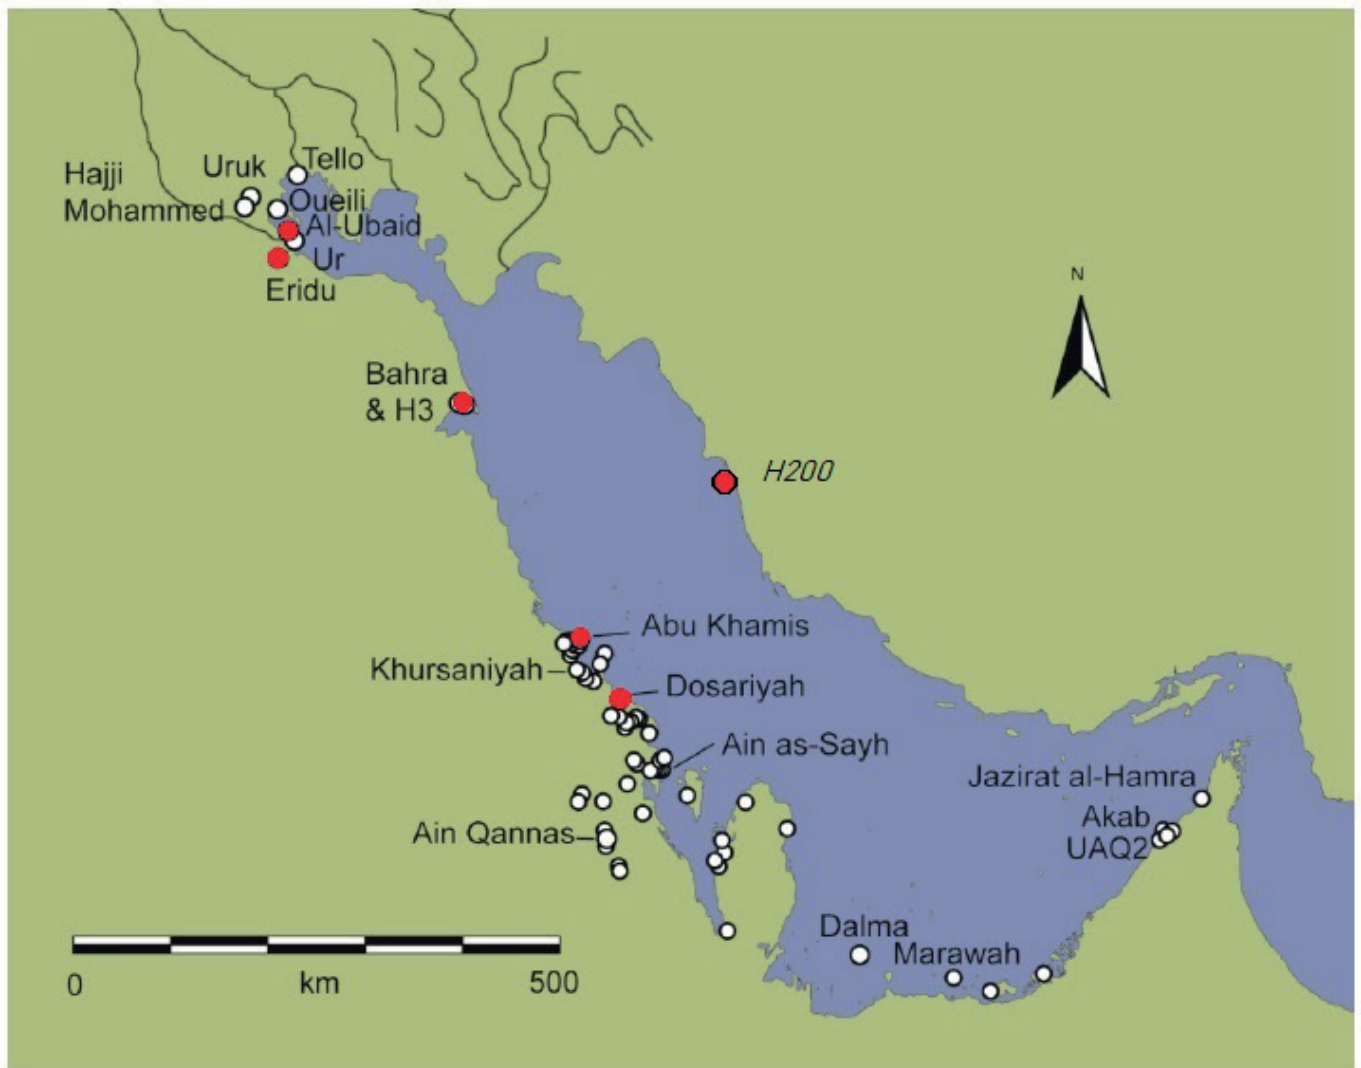 Hajji
Mohammed
Uruk
Tello
Oueili
Al-Ubaid
Ur
Eridu
N
Bahra
& H3
H200
Abu Khamis
Khursaniyah
Dosariyah
Ain as-Sayh
Jazirat al-Hamra
Akab
UAQ2
Ain Qannas
Dalma
Marawah
0 km 500